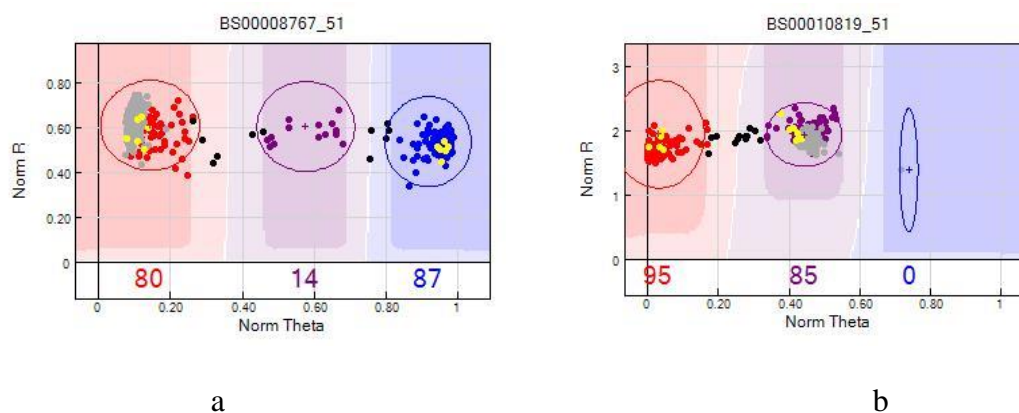 BS00008767_51
Norm R
0.80
0.60
0.40
0.20
0
80 14 87
0 0.20 0.40 0.60 0.80 1
Norm Theta
a
BS00010819_51
Norm R
3
2
1
0
95 85 0
0 0.20 0.40 0.60 0.80 1
Norm Theta
b